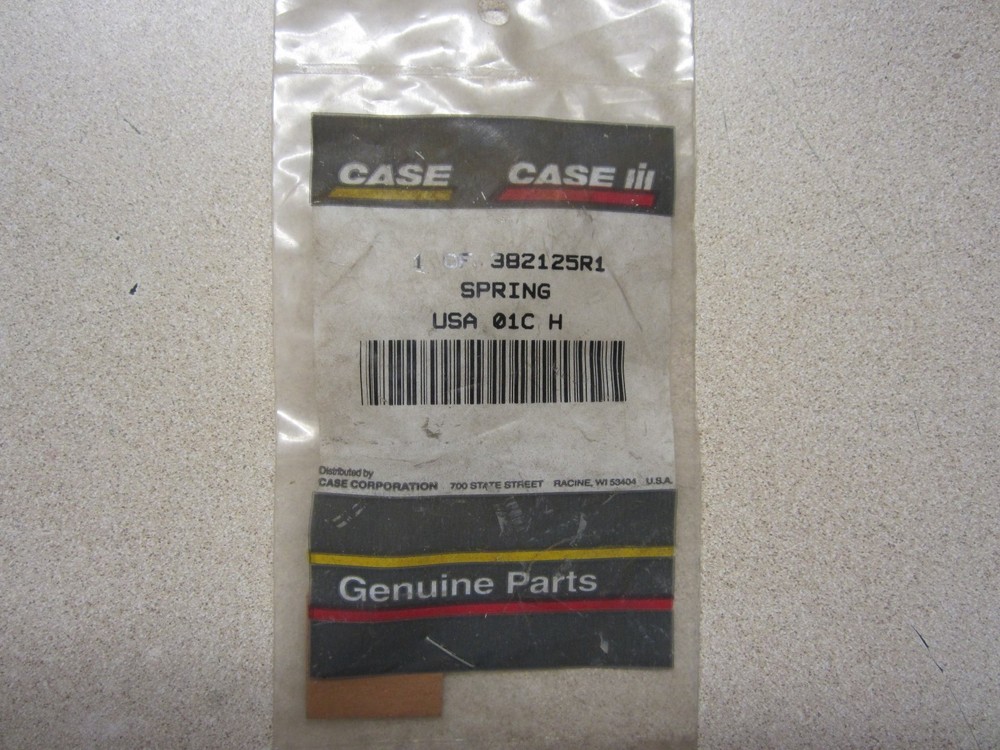 CASE CASE IH
1 OF 382125R1
SPRING
USA 01C H
Distributed by
CASE CORPORATION 700 STATE STREET RACINE, WI 53404 U.S.A.
Genuine Parts